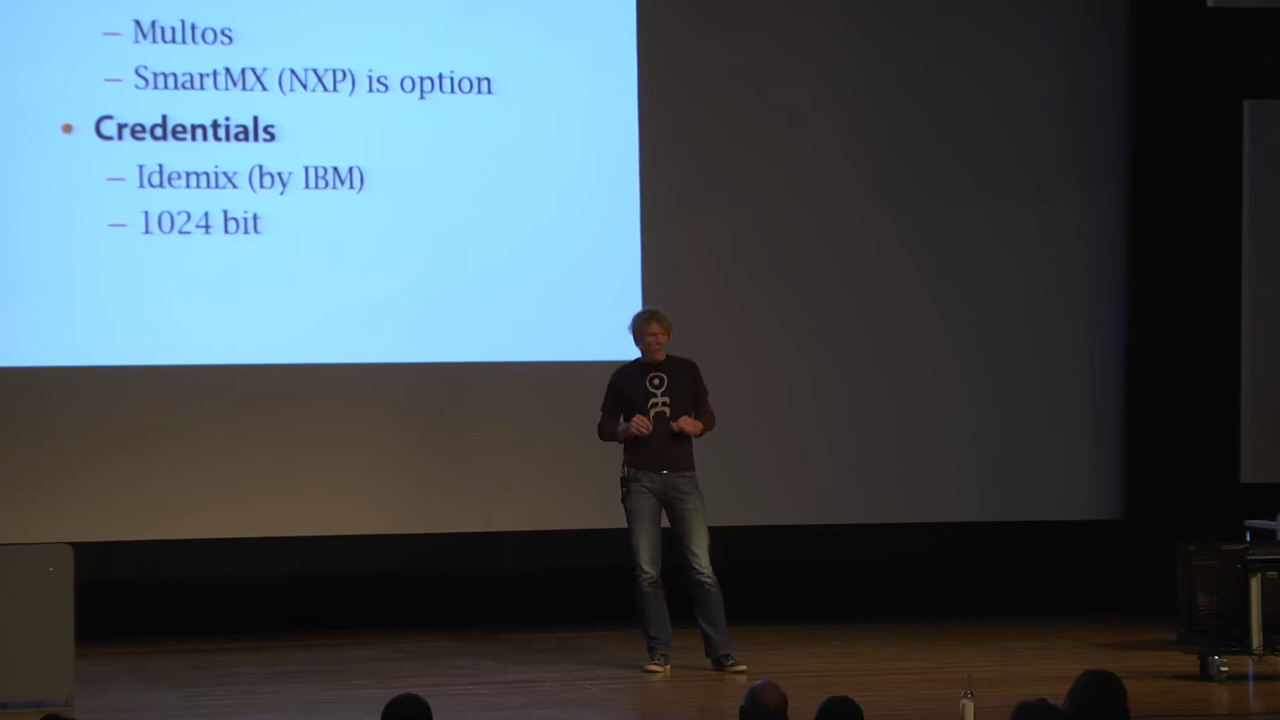 – Multos
– SmartMX (NXP) is option
• Credentials
– Idemix (by IBM)
– 1024 bit